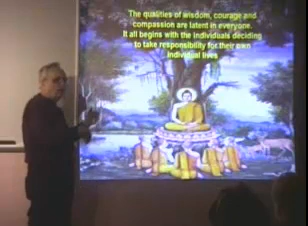 The qualities of wisdom, courage and
compassion are latent in everyone.
It all begins with the individuals deciding
to take responsibility for their own
individual lives